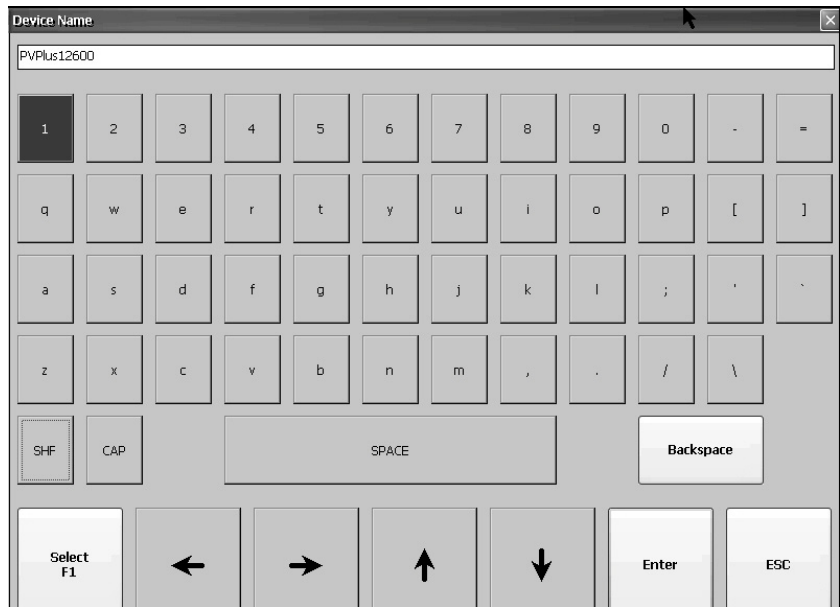 Device Name
PVPlus12600
1 2 3 4 5 6 7 8 9 0 - =
q w e r t y u i o p [ ]
a s d f g h j k l ; ' `
z x c v b n m , . / \
SHF CAP SPACE Backspace
Select
F1
Enter ESC